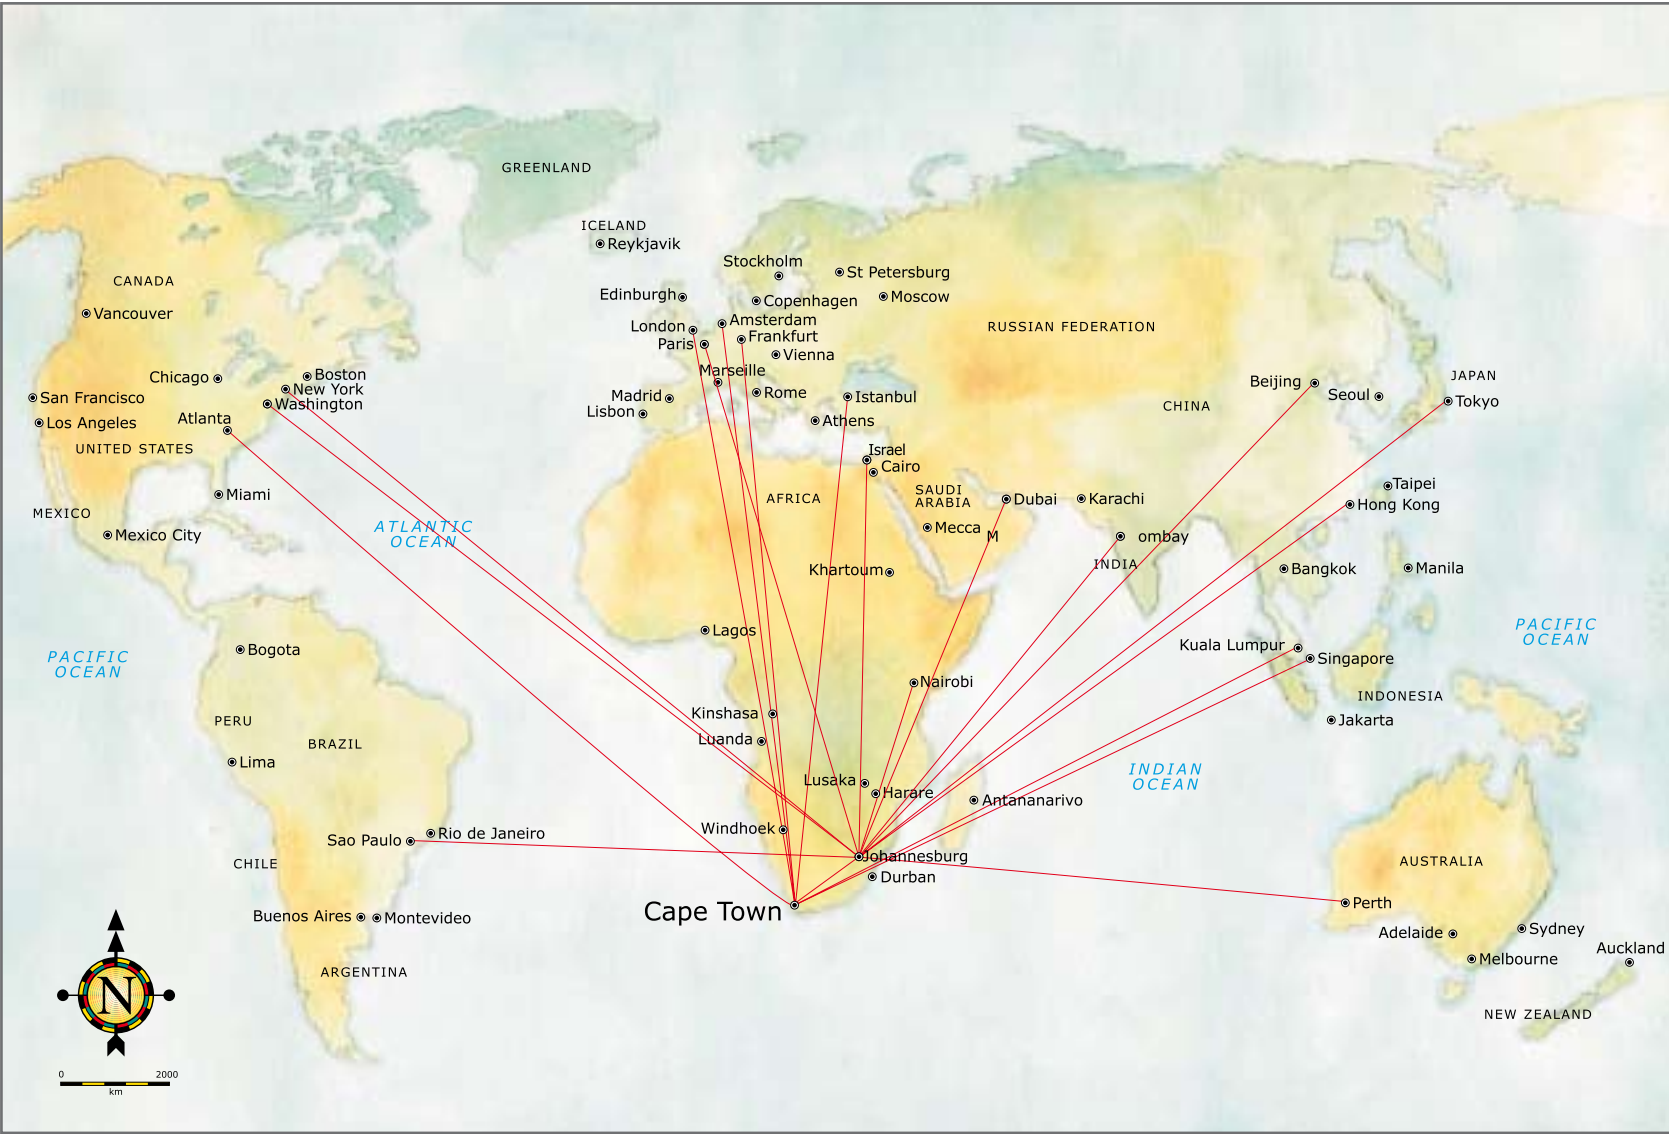 GREENLAND
ICELAND
Reykjavik
Stockholm
St Petersburg
CANADA
Edinburgh
Copenhagen
Moscow
Vancouver
London
Amsterdam
RUSSIAN FEDERATION
Paris
Frankfurt
Vienna
Chicago
Boston
Marseille
JAPAN
New York
Beijing
San Francisco
Washington
Madrid
Rome
Istanbul
Seoul
Tokyo
Lisbon
CHINA
Los Angeles
Atlanta
Athens
UNITED STATES
Israel
Cairo
Miami
AFRICA
SAUDI
ARABIA
Dubai
Karachi
Taipei
Hong Kong
MEXICO
ATLANTIC
OCEAN
Mecca
M
ombay
Mexico City
INDIA
Khartoum
Bangkok
Manila
Lagos
PACIFIC
OCEAN
PACIFIC
OCEAN
Bogota
Kuala Lumpur
Singapore
Nairobi
INDONESIA
PERU
Kinshasa
Jakarta
BRAZIL
Luanda
Lima
INDIAN
OCEAN
Lusaka
Harare
Antananarivo
Windhoek
Sao Paulo
Rio de Janeiro
CHILE
Johannesburg
AUSTRALIA
Durban
Cape Town
Perth
Buenos Aires
Montevideo
Adelaide
Sydney
Auckland
Melbourne
ARGENTINA
N
NEW ZEALAND
0 2000
km